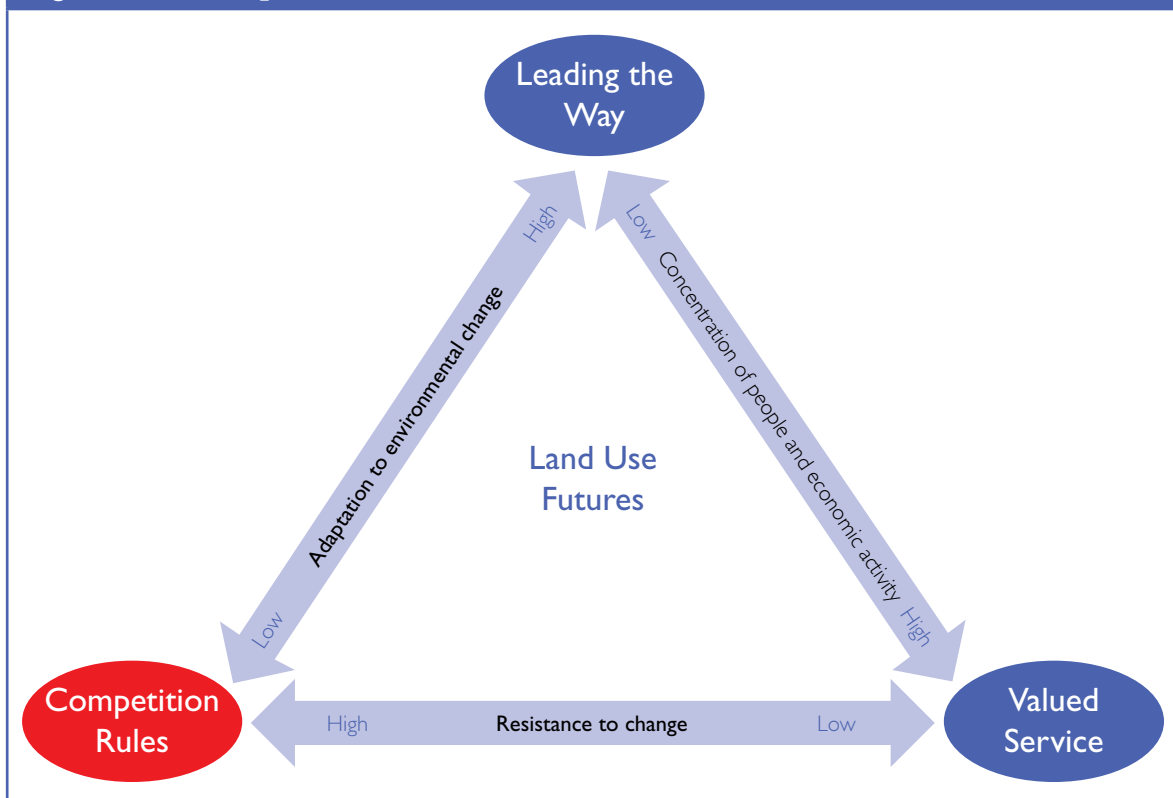 Leading the
Way
High
Low
Adaptation to environmental change
Concentration of people and economic activity
Land Use
Futures
Low
High
Competition
Rules
High
Resistance to change
Low
Valued
Service